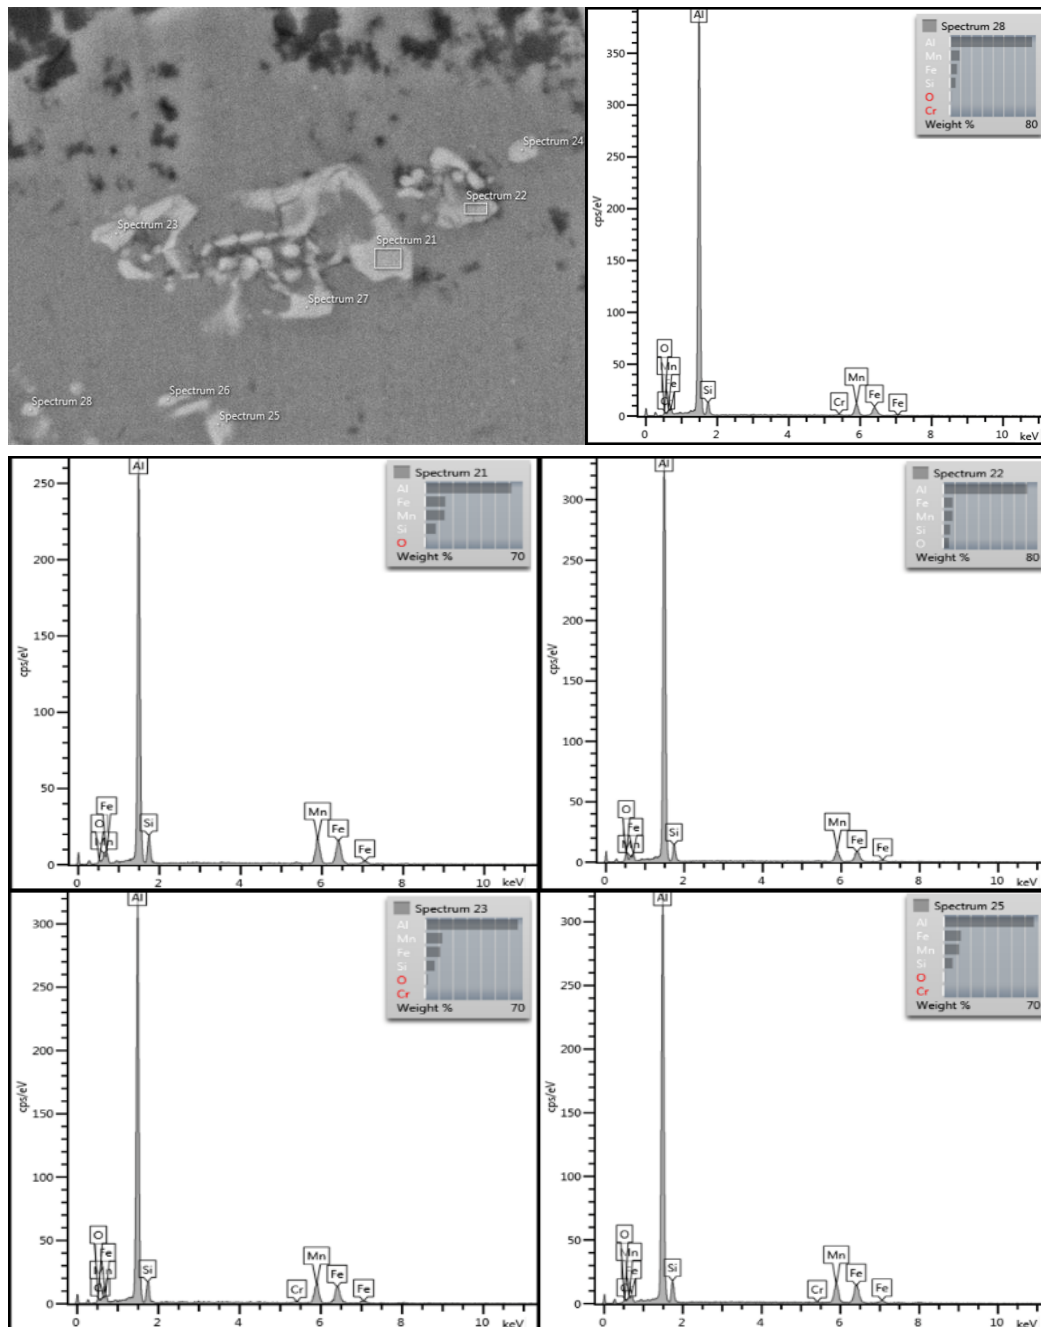 Spectrum 24
Spectrum 22
Spectrum 23
Spectrum 21
Spectrum 27
Spectrum 26
Spectrum 28
Spectrum 25
Spectrum 28
Al
Mn
Fe
Si
O
Cr
Weight % 80
Al
350
300
250
200
150
100
50
0
cps/eV
O
Si
Cr
Mn
Fe
Fe
0 2 4 6 8 10 keV
Spectrum 21
Al
Fe
Mn
Si
O
Weight % 70
Al
250
200
150
100
50
0
cps/eV
Fe
O
Si
Mn
Fe
Fe
0 2 4 6 8 10 keV
Spectrum 22
Al
Fe
Mn
Si
O
Weight % 80
Al
300
250
200
150
100
50
0
cps/eV
O
Fe
Mn
Si
Mn
Fe
Fe
0 2 4 6 8 10 keV
Spectrum 23
Al
Mn
Fe
Si
O
Cr
Weight % 70
Al
300
250
200
150
100
50
0
cps/eV
O
Fe
Si
Cr
Mn
Fe
Fe
0 2 4 6 8 10 keV
Spectrum 25
Al
Fe
Mn
Si
O
Cr
Weight % 70
Al
300
250
200
150
100
50
0
cps/eV
O
Mn
Fe
Si
Cr
Mn
Fe
Fe
0 2 4 6 8 10 keV